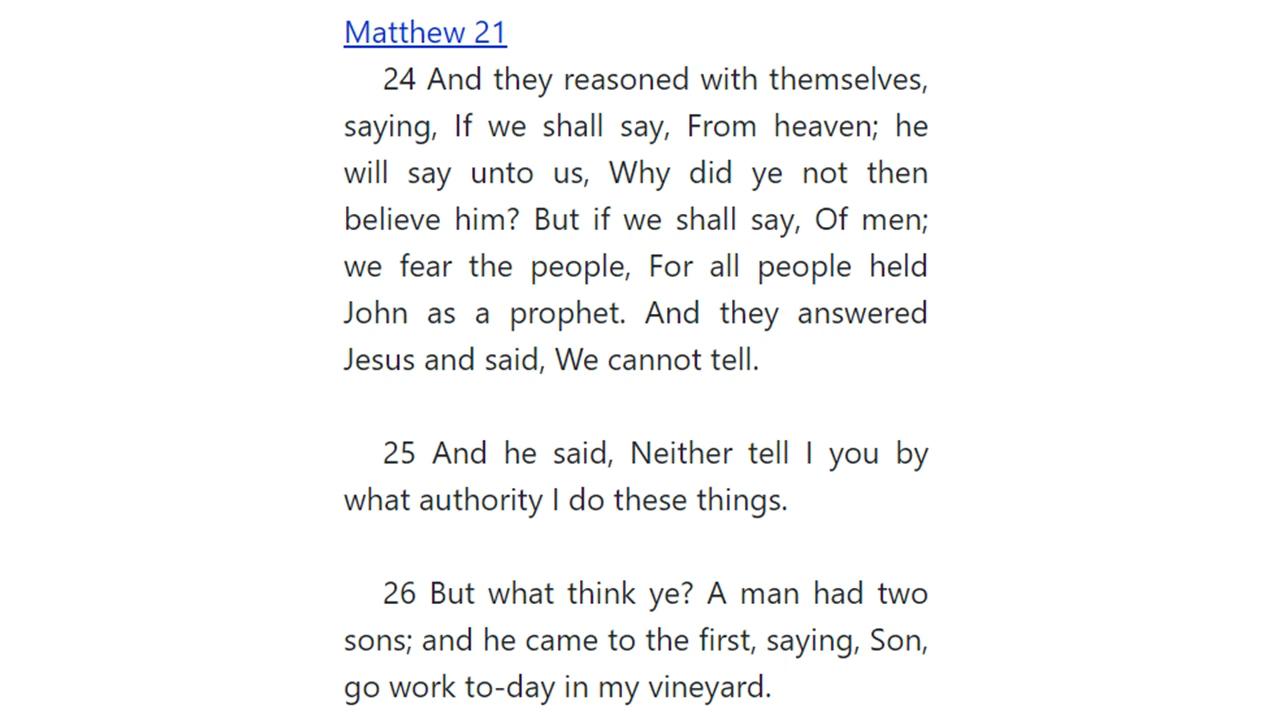 Matthew 21
24 And they reasoned with themselves,
saying, If we shall say, From heaven; he
will say unto us, Why did ye not then
believe him? But if we shall say, Of men;
we fear the people, For all people held
John as a prophet. And they answered
Jesus and said, We cannot tell.
25 And he said, Neither tell I you by
what authority I do these things.
26 But what think ye? A man had two
sons; and he came to the first, saying, Son,
go work to-day in my vineyard.